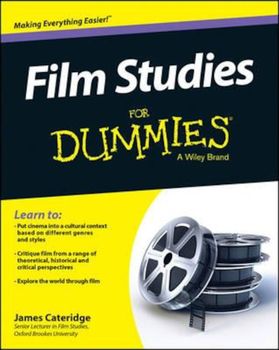 Making Everything Easier!™
Film Studies
FOR
DUMMIES®
A Wiley Brand
Learn to:
• Put cinema into a cultural context
based on different genres
and styles
• Critique film from a range of
theoretical, historical and
critical perspectives
• Explore the world through film
James Cateridge
Senior Lecturer in Film Studies,
Oxford Brookes University